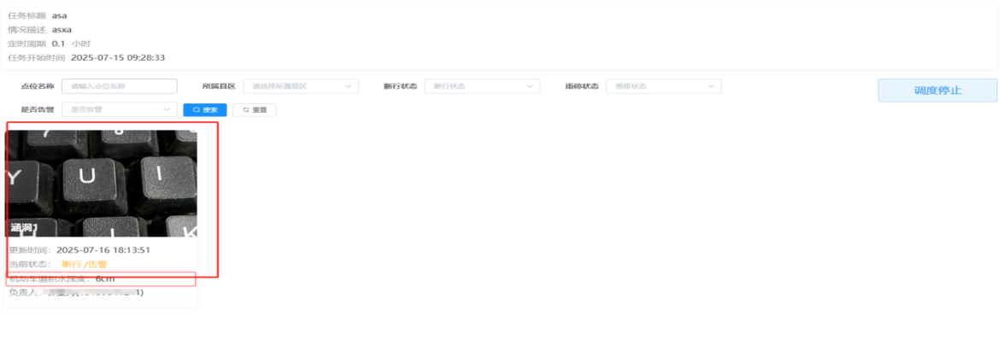 任务标题 asa
情况描述 asxa
定时周期 0.1 小时
任务开始时间 2025-07-15 09:28:33
点位名称 请输入点位名称 所属县区 请选择所属县区 断行状态 断行状态 雨停状态 雨停状态 调度停止
是否告警 是否告警 搜索 重置
Y U I
涵洞1 K
更新时间: 2025-07-16 18:13:51
当前状态: 断行 /告警
机动车道积水深度: 6cm
负责人